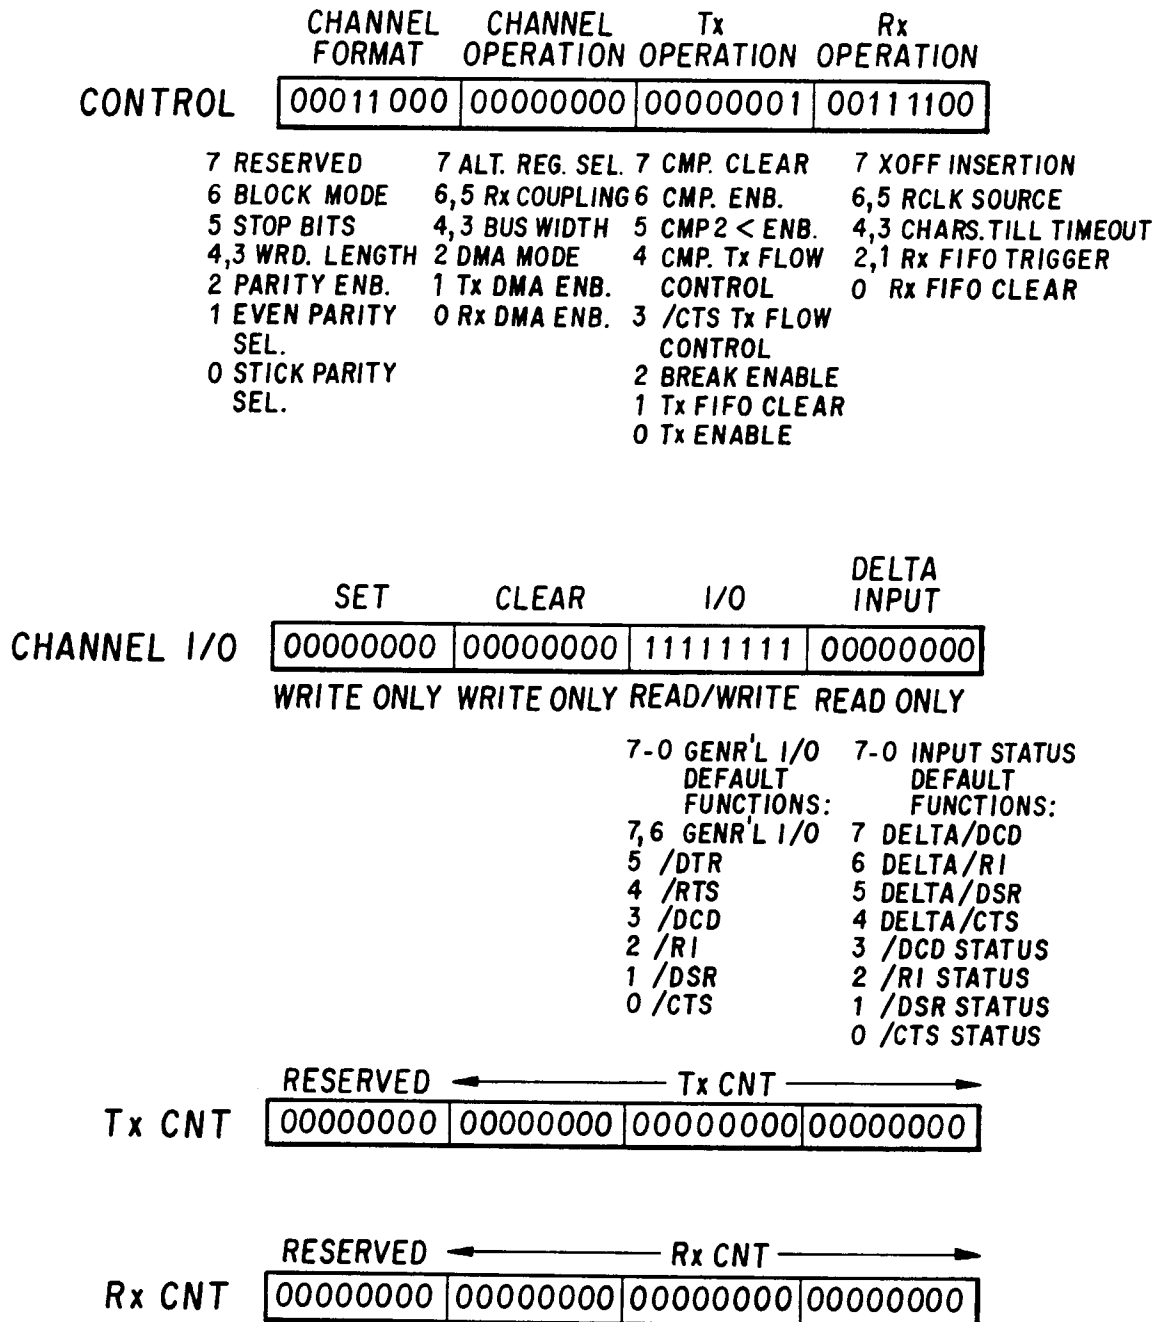 CHANNEL FORMAT CHANNEL OPERATION Tx OPERATION Rx OPERATION
CONTROL 00011000 00000000 00000001 00111100
7 RESERVED
6 BLOCK MODE
5 STOP BITS
4,3 WRD. LENGTH
2 PARITY ENB.
1 EVEN PARITY
SEL.
0 STICK PARITY
SEL.
7 ALT. REG. SEL.
6,5 Rx COUPLING
4,3 BUS WIDTH
2 DMA MODE
1 Tx DMA ENB.
0 Rx DMA ENB.
7 CMP. CLEAR
6 CMP. ENB.
5 CMP2 < ENB.
4 CMP. Tx FLOW
CONTROL
3 /CTS Tx FLOW
CONTROL
2 BREAK ENABLE
1 Tx FIFO CLEAR
0 Tx ENABLE
7 XOFF INSERTION
6,5 RCLK SOURCE
4,3 CHARS. TILL TIMEOUT
2,1 Rx FIFO TRIGGER
0 Rx FIFO CLEAR
SET CLEAR I/O DELTA INPUT
CHANNEL I/O 00000000 00000000 11111111 00000000
WRITE ONLY WRITE ONLY READ/WRITE READ ONLY
7-0 GENR'L I/O
DEFAULT
FUNCTIONS:
7,6 GENR'L I/O
5 /DTR
4 /RTS
3 /DCD
2 /RI
1 /DSR
0 /CTS
7-0 INPUT STATUS
DEFAULT
FUNCTIONS:
7 DELTA/DCD
6 DELTA/RI
5 DELTA/DSR
4 DELTA/CTS
3 /DCD STATUS
2 /RI STATUS
1 /DSR STATUS
0 /CTS STATUS
RESERVED Tx CNT
Tx CNT 00000000 00000000 00000000 00000000
RESERVED Rx CNT
Rx CNT 00000000 00000000 00000000 00000000